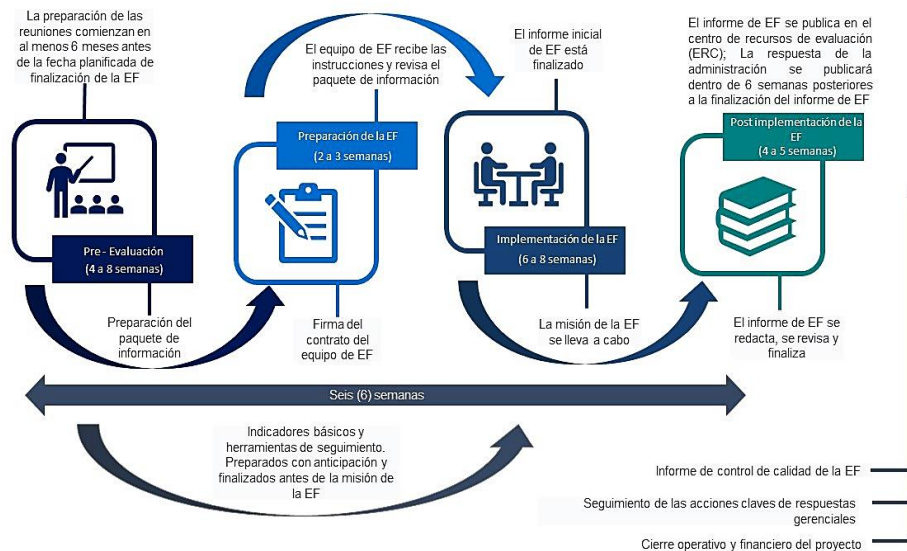 La preparación de las
reuniones comienzan en
al menos 6 meses antes
de la fecha planificada de
finalización de la EF
El equipo de EF recibe las
instrucciones y revisa el
paquete de información
El informe inicial
de EF está
finalizado
El informe de EF se publica en el
centro de recursos de evaluación
(ERC); La respuesta de la
administración se publicará
dentro de 6 semanas posteriores
a la finalización del informe de EF
Pre - Evaluación
(4 a 8 semanas)
Preparación de la EF
(2 a 3 semanas)
Implementación de la EF
(6 a 8 semanas)
Post implementación de la
EF
(4 a 5 semanas)
Preparación del
paquete de
información
Firma del
contrato del
equipo de EF
La misión de la EF
se lleva a cabo
El informe de EF se
redacta, se revisa y
finaliza
Seis (6) semanas
Indicadores básicos y
herramientas de seguimiento.
Preparados con anticipación y
finalizados antes de la misión de
la EF
Informe de control de calidad de la EF
Seguimiento de las acciones claves de respuestas
gerenciales
Cierre operativo y financiero del proyecto